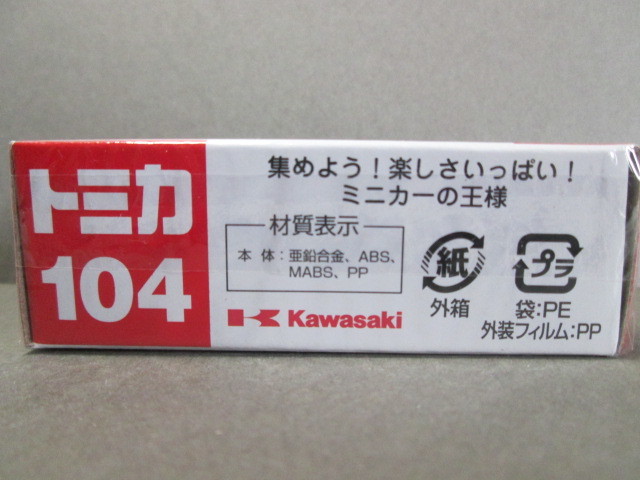 トミカ
104
集めよう！楽しさいっぱい！
ミニカーの王様
材質表示
本体：亜鉛合金、ABS、
MABS、PP
Kawasaki
紙
外箱
プラ
袋：PE
外装フィルム：PP